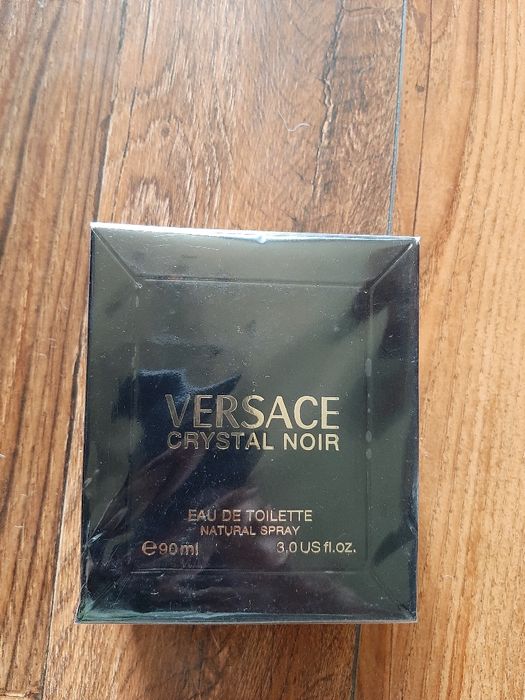 VERSACE
CRYSTAL NOIR
EAU DE TOILETTE
NATURAL SPRAY
℮90ml 3.0 US fl.oz.